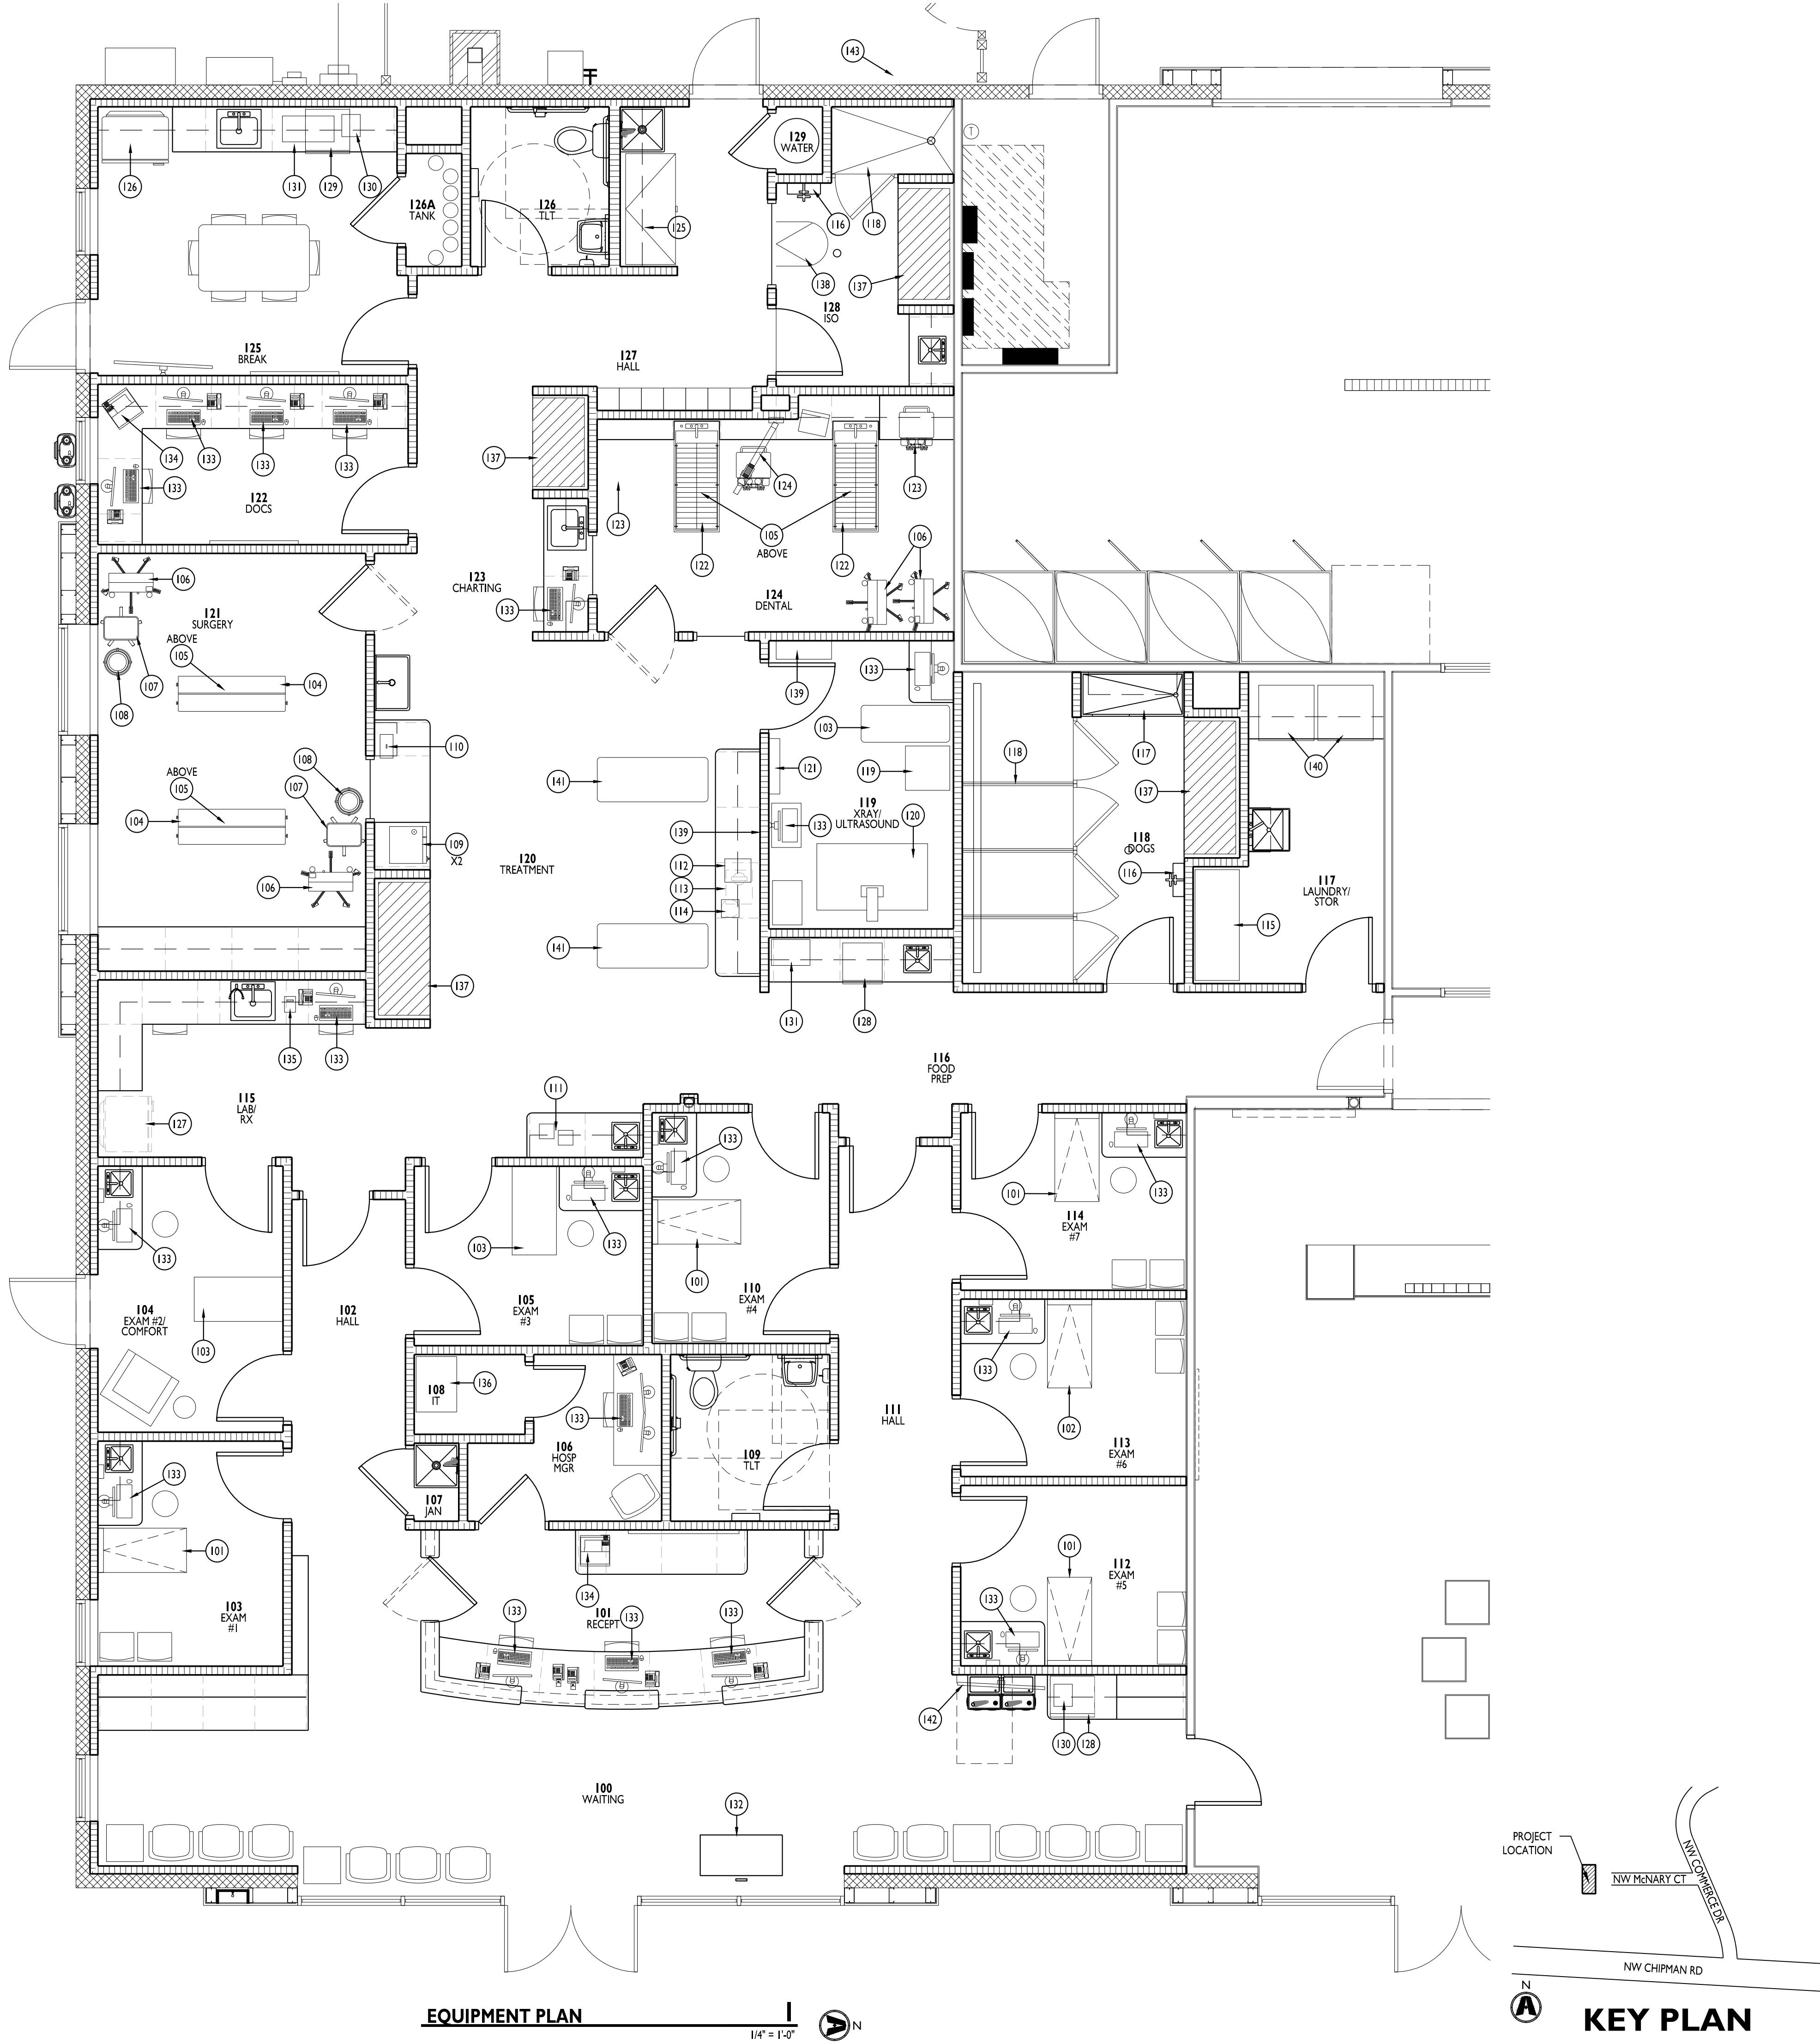 143
T
129
WATER
126
131
129
130
126A
TANK
126
TLT
125
116
118
138
137
128
ISO
125
BREAK
127
HALL
134
133
133
133
133
122
DOCS
137
123
124
123
105
ABOVE
122
122
106
106
121
SURGERY
123
CHARTING
133
124
DENTAL
ABOVE
105
104
107
108
139
133
103
110
108
107
ABOVE
105
104
141
121
119
118
117
137
140
119
XRAY/
ULTRASOUND
120
133
139
109
X2
112
113
114
118
DOGS
116
120
TREATMENT
106
117
LAUNDRY/
STOR
115
141
137
131
128
135
133
116
FOOD
PREP
115
LAB/
RX
111
127
133
133
133
101
133
114
EXAM
#7
103
133
101
110
EXAM
#4
104
EXAM #2/
COMFORT
103
102
HALL
105
EXAM
#3
133
102
108
IT
136
133
111
HALL
113
EXAM
#6
106
HOSP
MGR
109
TLT
133
107
JAN
101
101
112
EXAM
#5
103
EXAM
#1
134
101
RECEPT
133
133
133
133
142
130
128
100
WAITING
132
PROJECT
LOCATION
NW McNARY CT
NW COMMERCE DR
NW CHIPMAN RD
N
A
KEY PLAN
EQUIPMENT PLAN
1
1/4" = 1'-0"
A
N